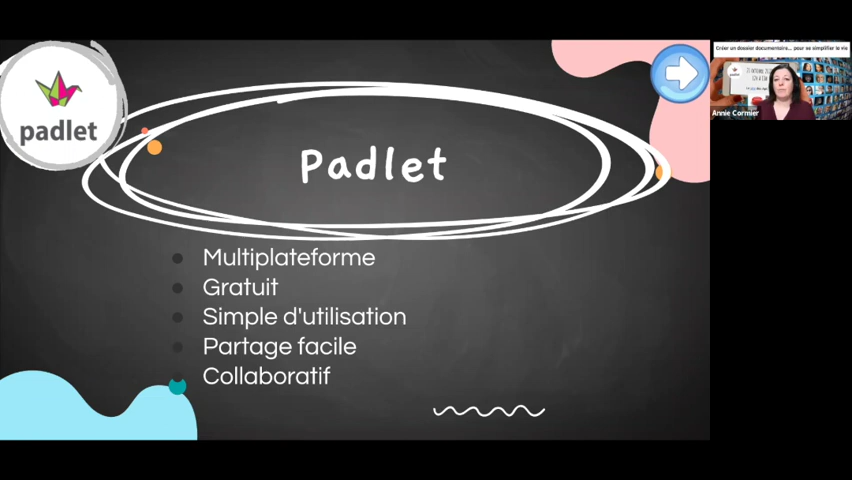 padlet
Padlet
Multiplateforme
Gratuit
Simple d'utilisation
Partage facile
Collaboratif
Créer un dossier documentaire... pour se simplifier la vie
Annie Cormier